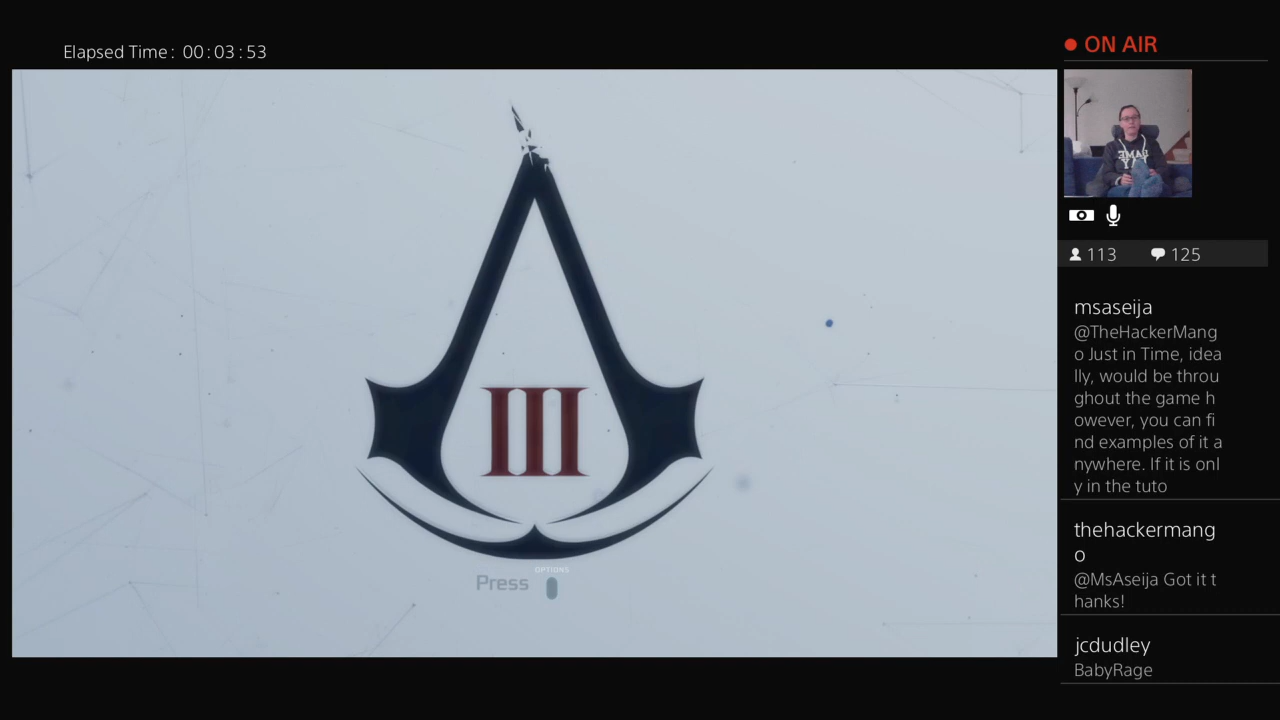 Elapsed Time: 00:03:53
ON AIR
113 125
III
OPTIONS
Press
msaseija
@TheHackerMang
o Just in Time, idea
lly, would be throu
ghout the game h
owever, you can fi
nd examples of it a
nywhere. If it is onl
y in the tuto
thehackermang
o
@MsAseija Got it t
hanks!
jcdudley
BabyRage